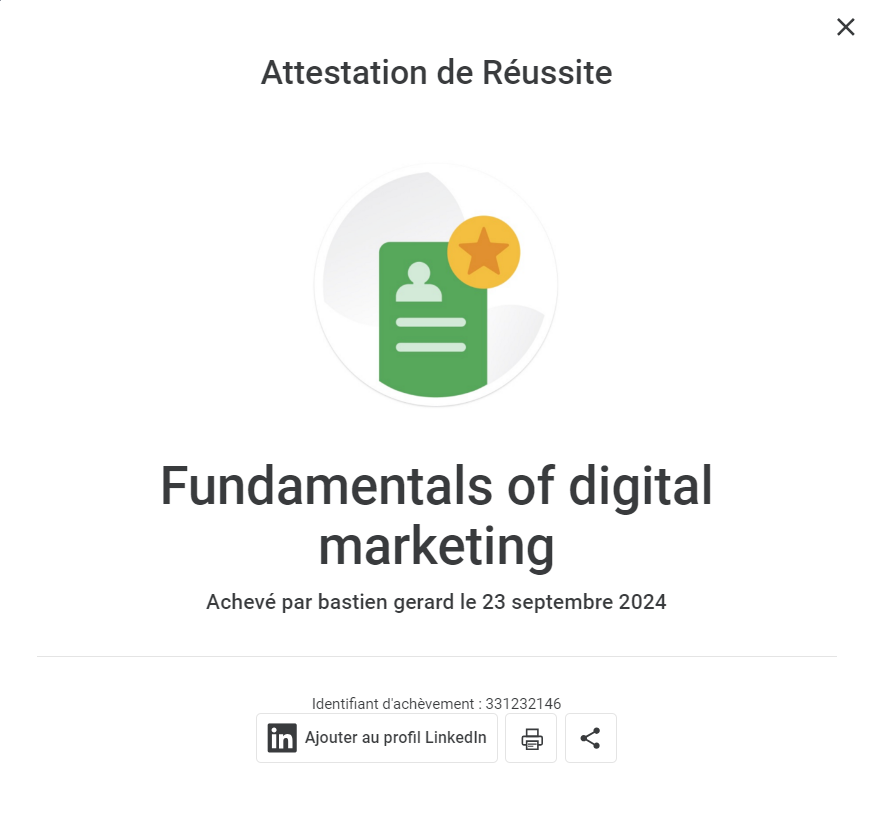 Attestation de Réussite
Fundamentals of digital
marketing
Achevé par bastien gerard le 23 septembre 2024
Identifiant d'achèvement : 331232146
in Ajouter au profil LinkedIn